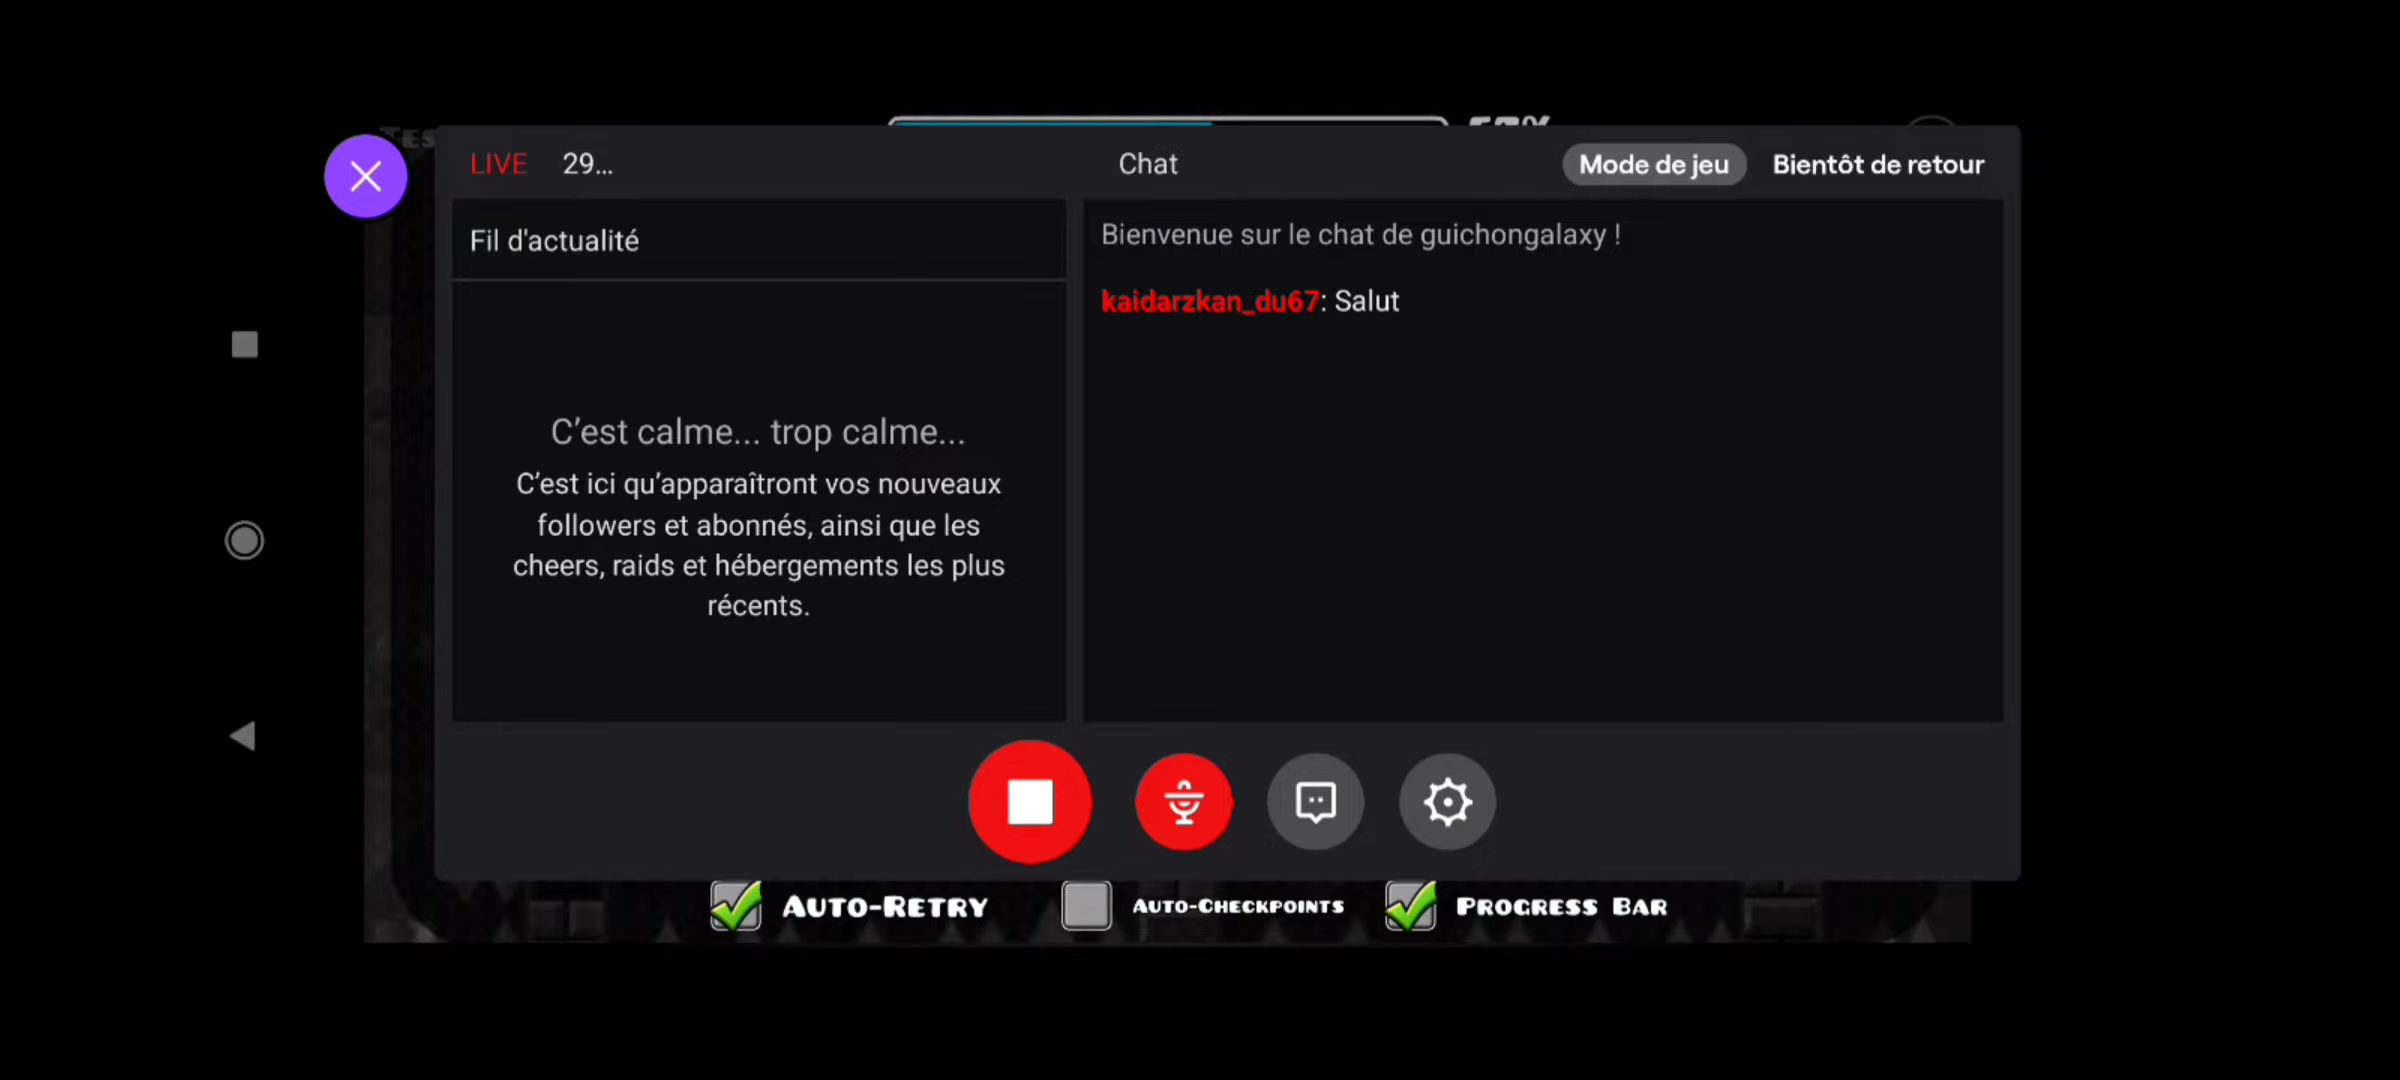 LIVE 29...
Chat
Mode de jeu
Bientôt de retour
Fil d'actualité
Bienvenue sur le chat de guichongalaxy !
kaidarzkan_du67: Salut
C’est calme... trop calme...
C’est ici qu’apparaîtront vos nouveaux
followers et abonnés, ainsi que les
cheers, raids et hébergements les plus
récents.
Auto-Retry
Auto-Checkpoints
Progress Bar